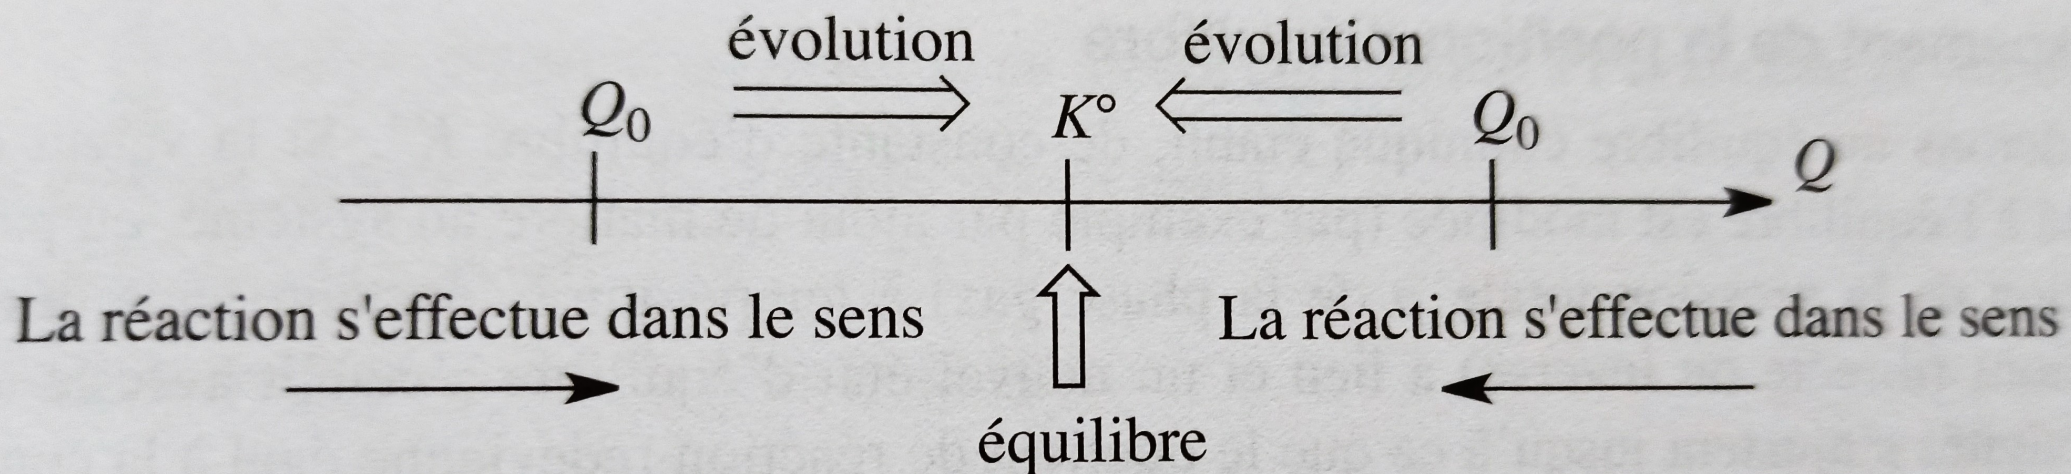 évolution évolution
Q₀ K° Q₀
Q
La réaction s'effectue dans le sens La réaction s'effectue dans le sens
équilibre